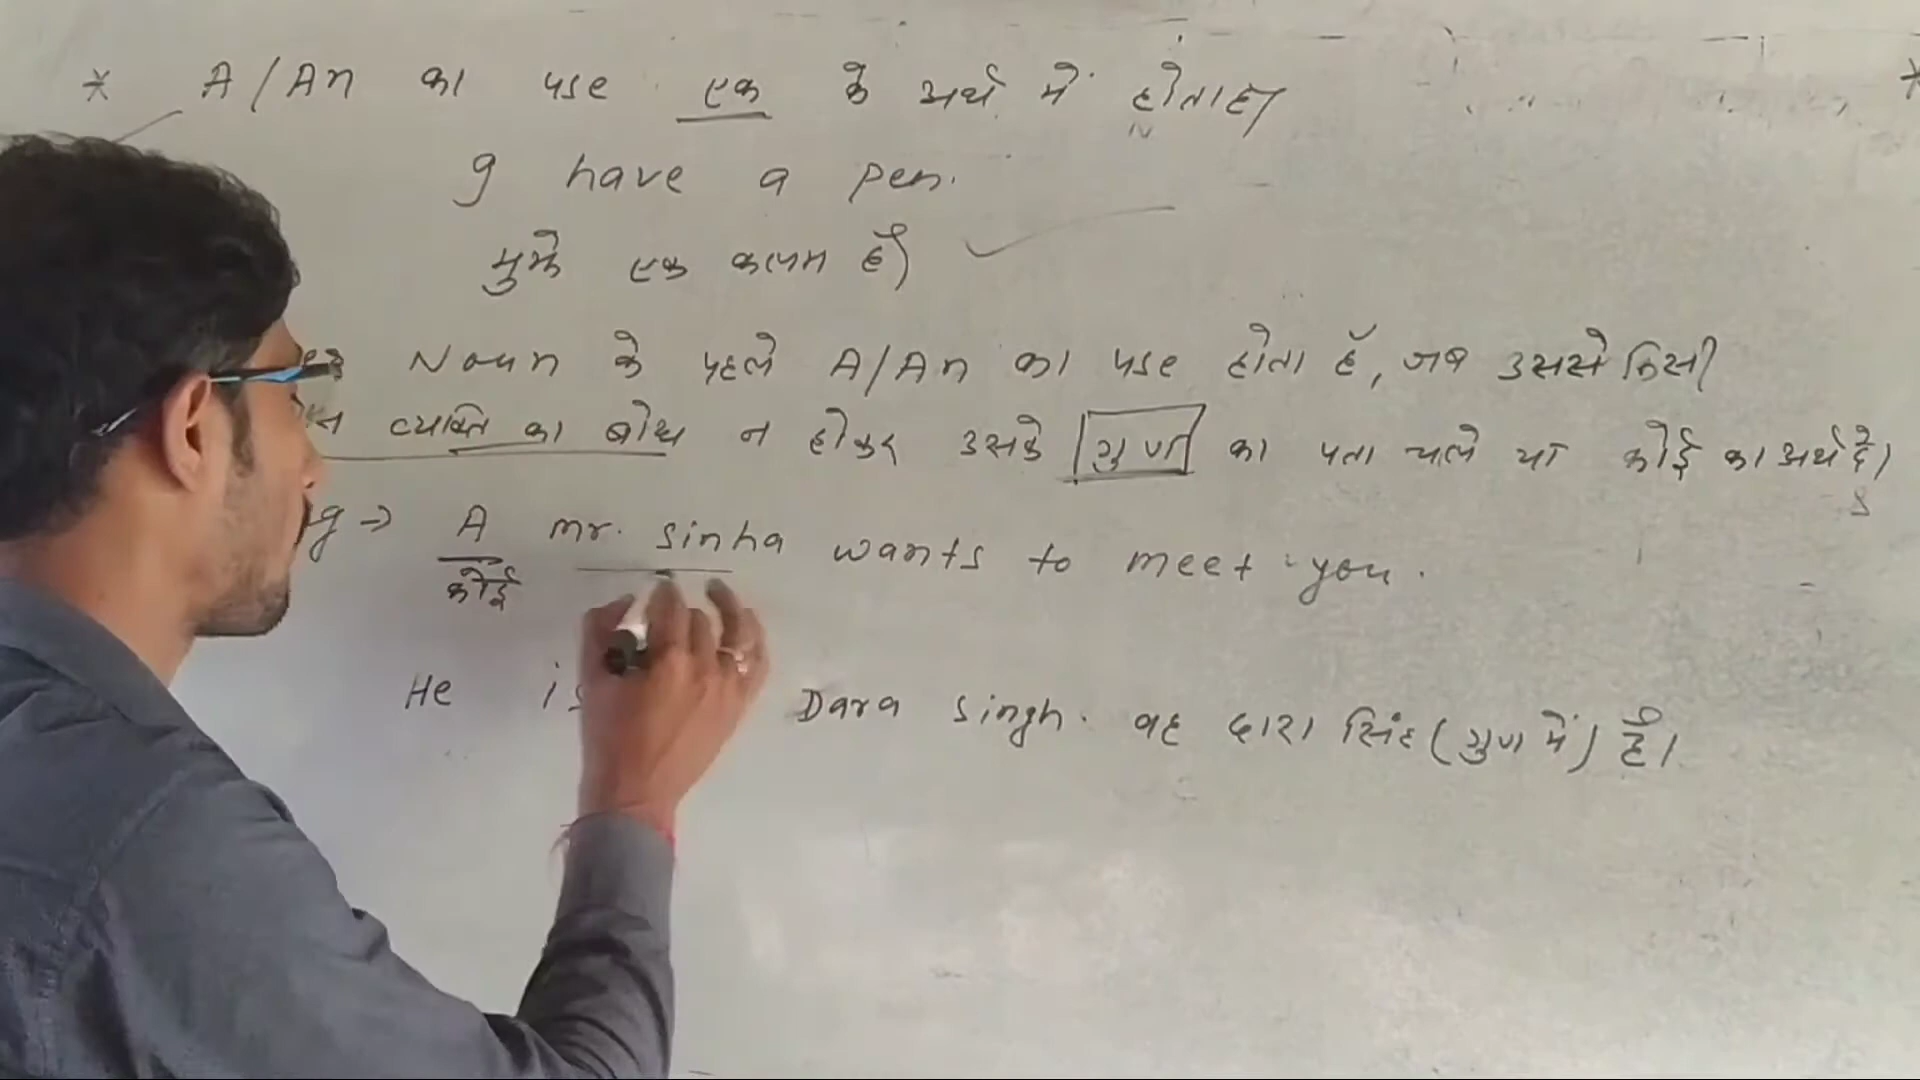 * A/An का use एक के अर्थ में होता है।
I have a pen.
मुझे एक कलम है।
Noun के पहले A/An का use होता है, जब उससे किसी
व्यक्ति का बोध न होकर उसके गुण का पता चले या कोई का अर्थ दे।
A mr. sinha wants to meet you.
कोई
He is Dara singh. वह दारा सिंह (गुण में) है।